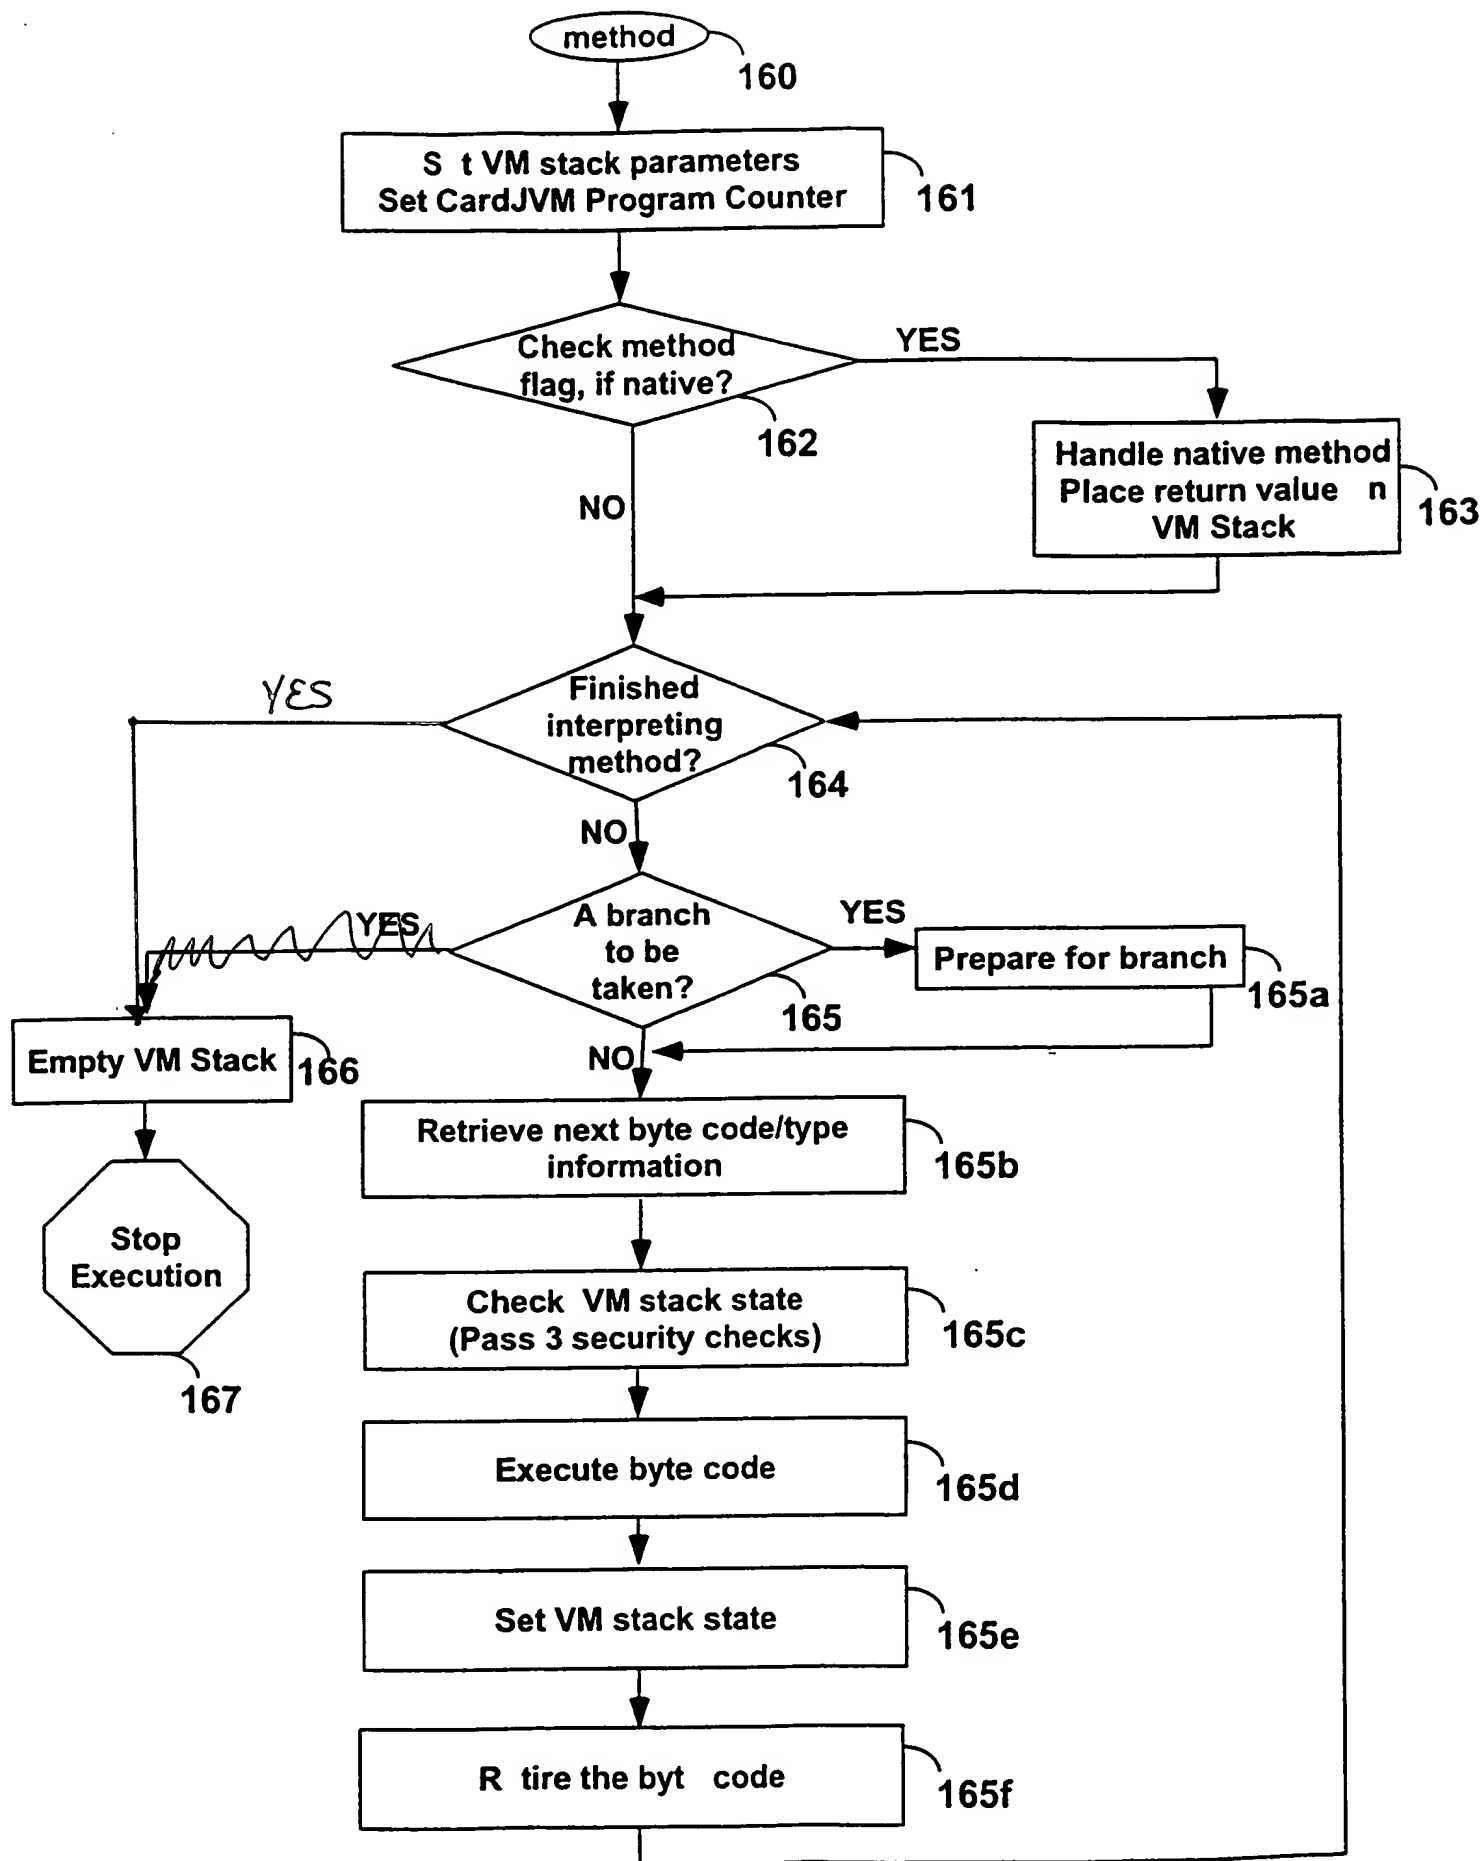 method
160
S t VM stack parameters
Set CardJVM Program Counter
161
Check method
flag, if native?
162
YES
Handle native method
Place return value n
VM Stack
163
NO
YES
Finished
interpreting
method?
164
NO
YES
A branch
to be
taken?
165
YES
Prepare for branch
165a
NO
Empty VM Stack
166
Retrieve next byte code/type
information
165b
Stop
Execution
167
Check VM stack state
(Pass 3 security checks)
165c
Execute byte code
165d
Set VM stack state
165e
R tire the byt code
165f